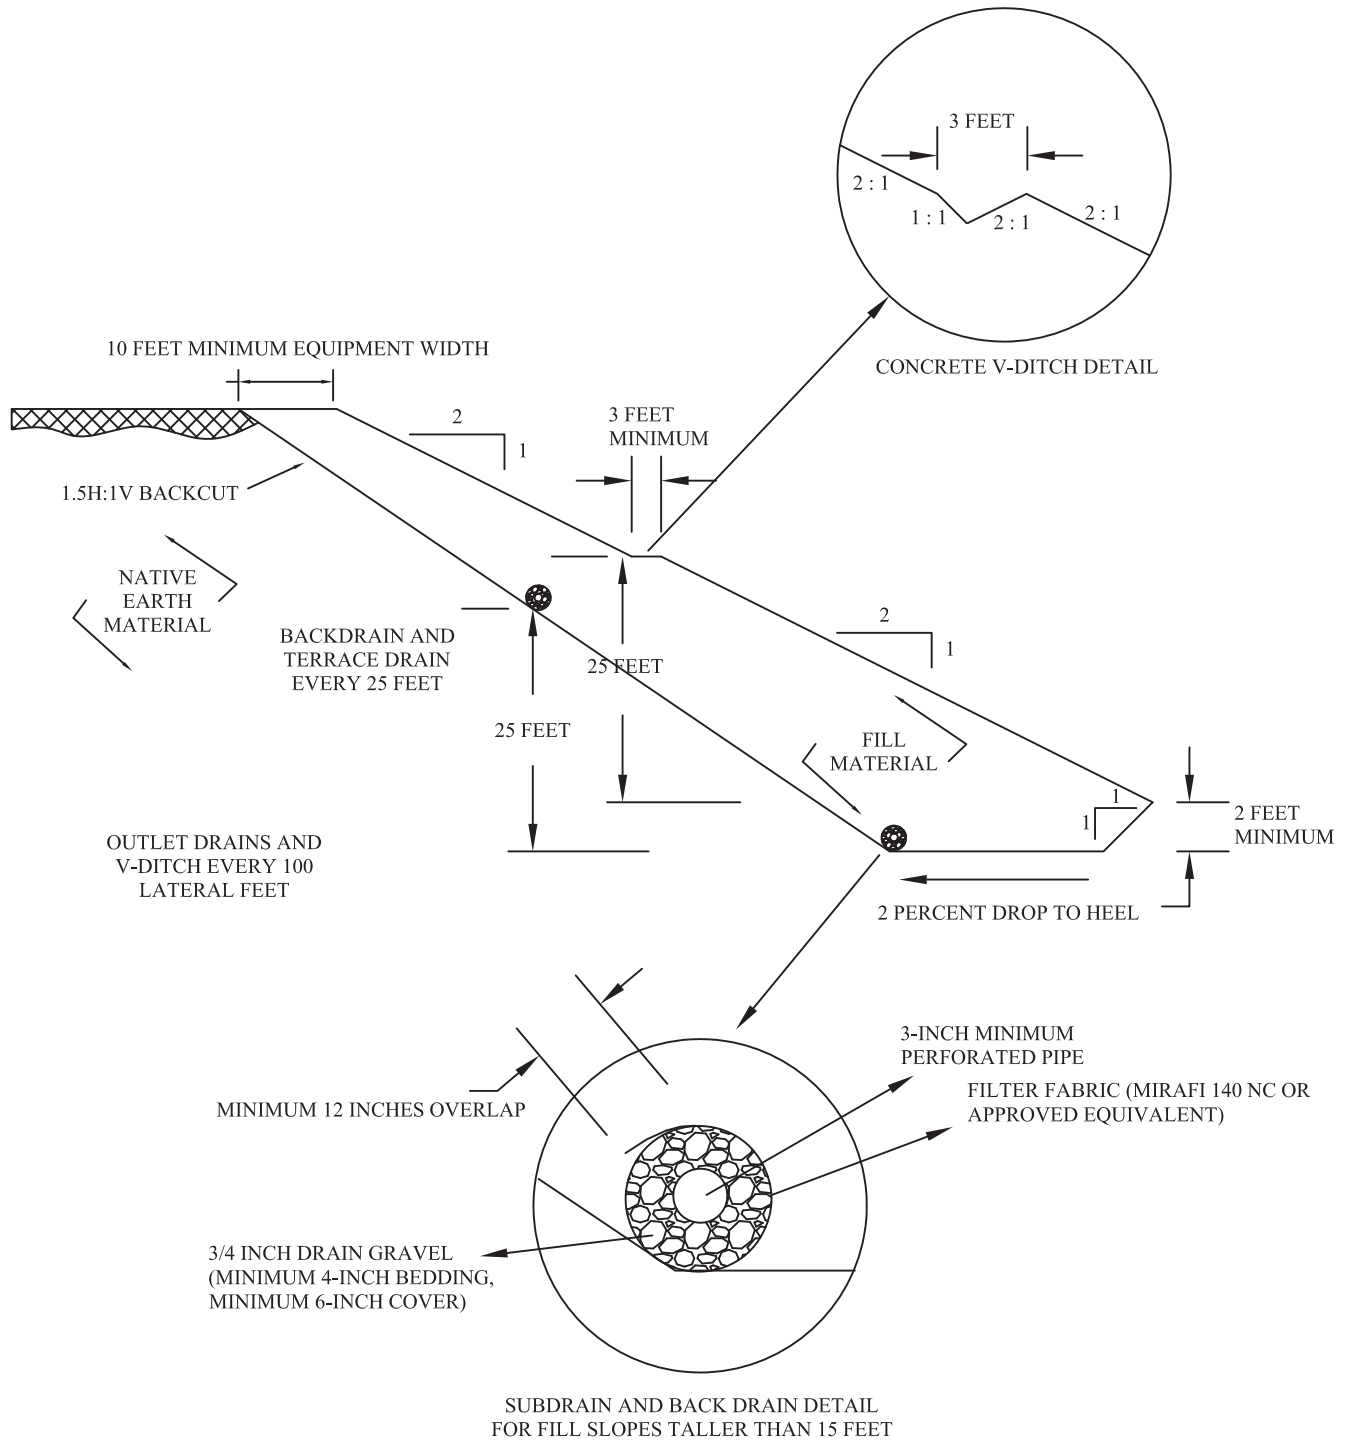 3 FEET
2 : 1
1 : 1
2 : 1
2 : 1
CONCRETE V-DITCH DETAIL
10 FEET MINIMUM EQUIPMENT WIDTH
2
1
3 FEET
MINIMUM
1.5H:1V BACKCUT
NATIVE
EARTH
MATERIAL
BACKDRAIN AND
TERRACE DRAIN
EVERY 25 FEET
25 FEET
25 FEET
2
1
FILL
MATERIAL
1
1
2 FEET
MINIMUM
OUTLET DRAINS AND
V-DITCH EVERY 100
LATERAL FEET
2 PERCENT DROP TO HEEL
3-INCH MINIMUM
PERFORATED PIPE
FILTER FABRIC (MIRAFI 140 NC OR
APPROVED EQUIVALENT)
MINIMUM 12 INCHES OVERLAP
3/4 INCH DRAIN GRAVEL
(MINIMUM 4-INCH BEDDING,
MINIMUM 6-INCH COVER)
SUBDRAIN AND BACK DRAIN DETAIL
FOR FILL SLOPES TALLER THAN 15 FEET